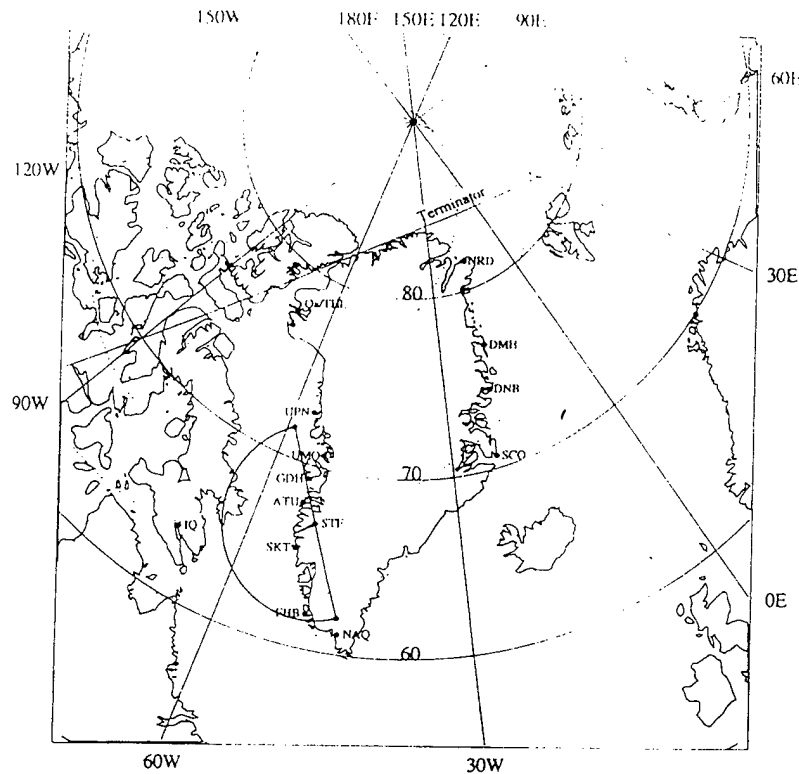 150W 180E 150E 120E 90E
60E
120W
Terminator
NRD
30E
80
DMH
90W
DNB
UPN
UMQ
SCO
70
GDH
ATU
STF
IQ
SKT
0E
FHB
NAQ
60
60W 30W